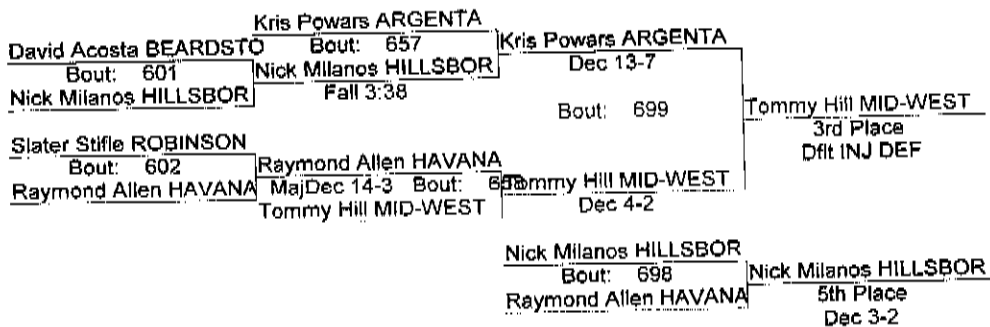 Kris Powars ARGENTA
David Acosta BEARDSTO Bout: 657 Kris Powars ARGENTA
Bout: 601 Nick Milanos HILLSBOR Dec 13-7
Nick Milanos HILLSBOR Fall 3:38
Bout: 699 Tommy Hill MID-WEST
3rd Place
Slater Stifle ROBINSON Dflt INJ DEF
Bout: 602 Raymond Allen HAVANA
Raymond Allen HAVANA MajDec 14-3 Bout: Tommy Hill MID-WEST
Tommy Hill MID-WEST Dec 4-2
Nick Milanos HILLSBOR
Bout: 698 Nick Milanos HILLSBOR
Raymond Allen HAVANA 5th Place
Dec 3-2